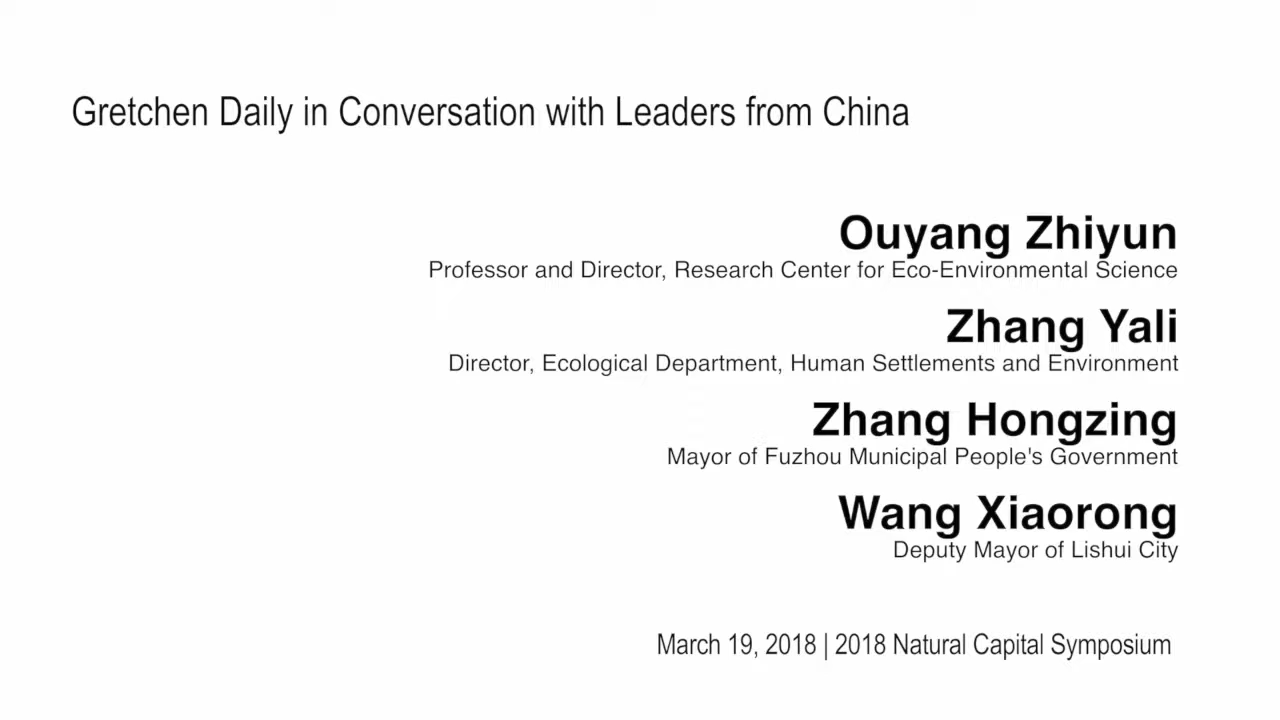 Gretchen Daily in Conversation with Leaders from China
Ouyang Zhiyun
Professor and Director, Research Center for Eco-Environmental Science
Zhang Yali
Director, Ecological Department, Human Settlements and Environment
Zhang Hongzing
Mayor of Fuzhou Municipal People's Government
Wang Xiaorong
Deputy Mayor of Lishui City
March 19, 2018 | 2018 Natural Capital Symposium